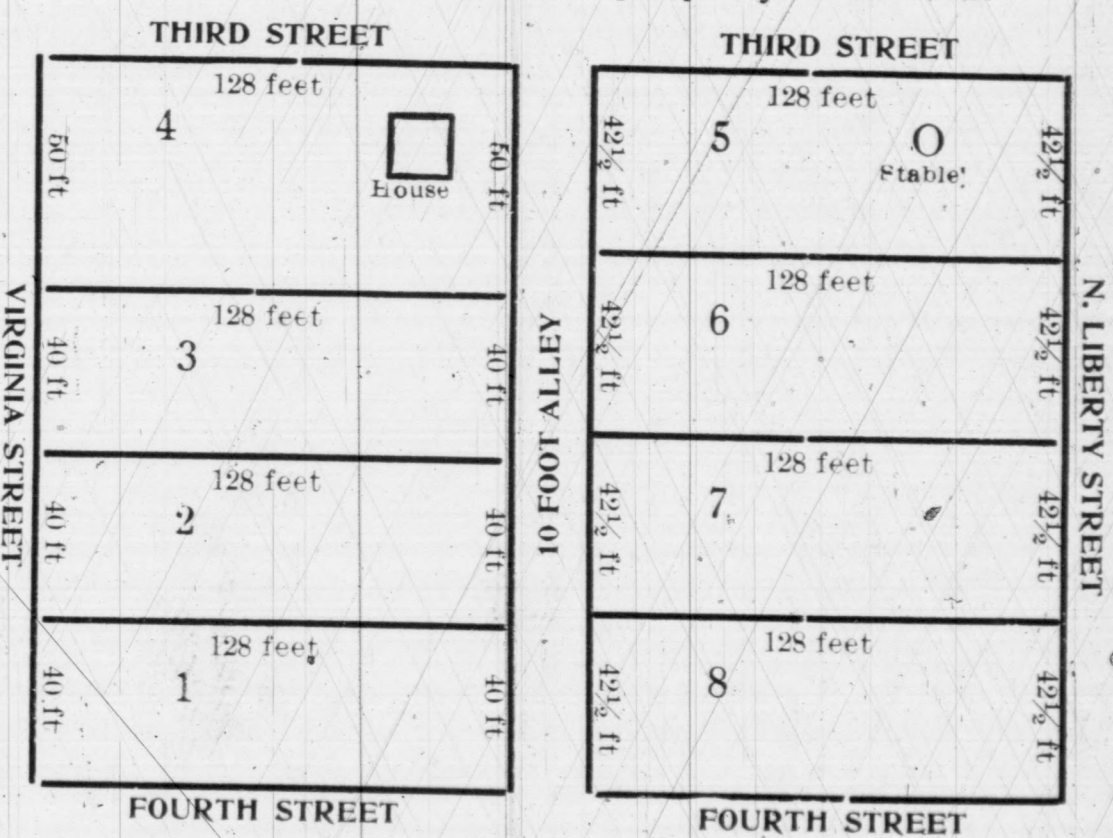 THIRD STREET
128 feet
4
50 ft
50 ft
House
128 feet
3
40 ft
40 ft
128 feet
2
40 ft
40 ft
128 feet
1
40 ft
40 ft
FOURTH STREET
VIRGINIA STREET
10 FOOT ALLEY
THIRD STREET
128 feet
42½ ft
5
O
Stable
42½ ft
128 feet
42½ ft
6
42½ ft
128 feet
42½ ft
7
42½ ft
128 feet
42½ ft
8
42½ ft
FOURTH STREET
N. LIBERTY STREET